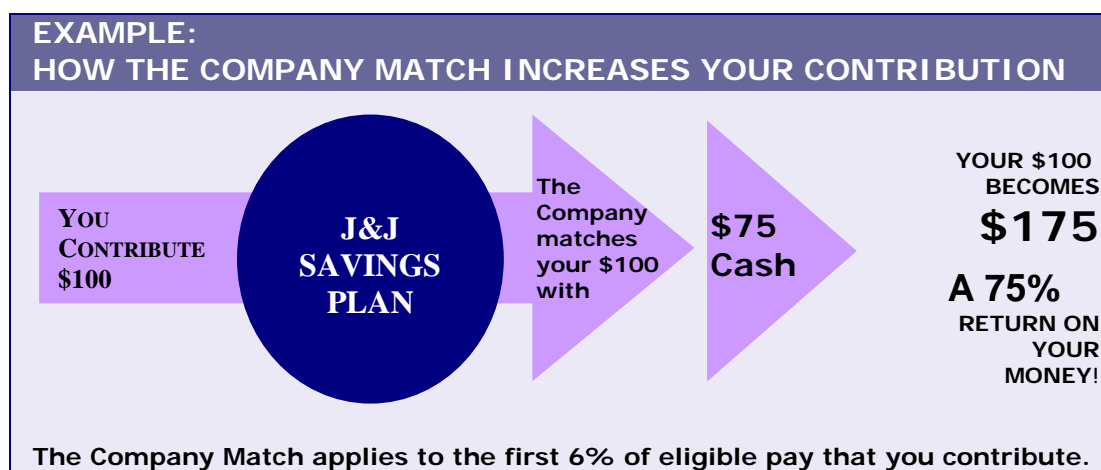 EXAMPLE:
HOW THE COMPANY MATCH INCREASES YOUR CONTRIBUTION
YOU
CONTRIBUTE
$100
J&J
SAVINGS
PLAN
The
Company
matches
your $100
with
$75
Cash
YOUR $100
BECOMES
$175
A 75%
RETURN ON
YOUR
MONEY!
The Company Match applies to the first 6% of eligible pay that you contribute.